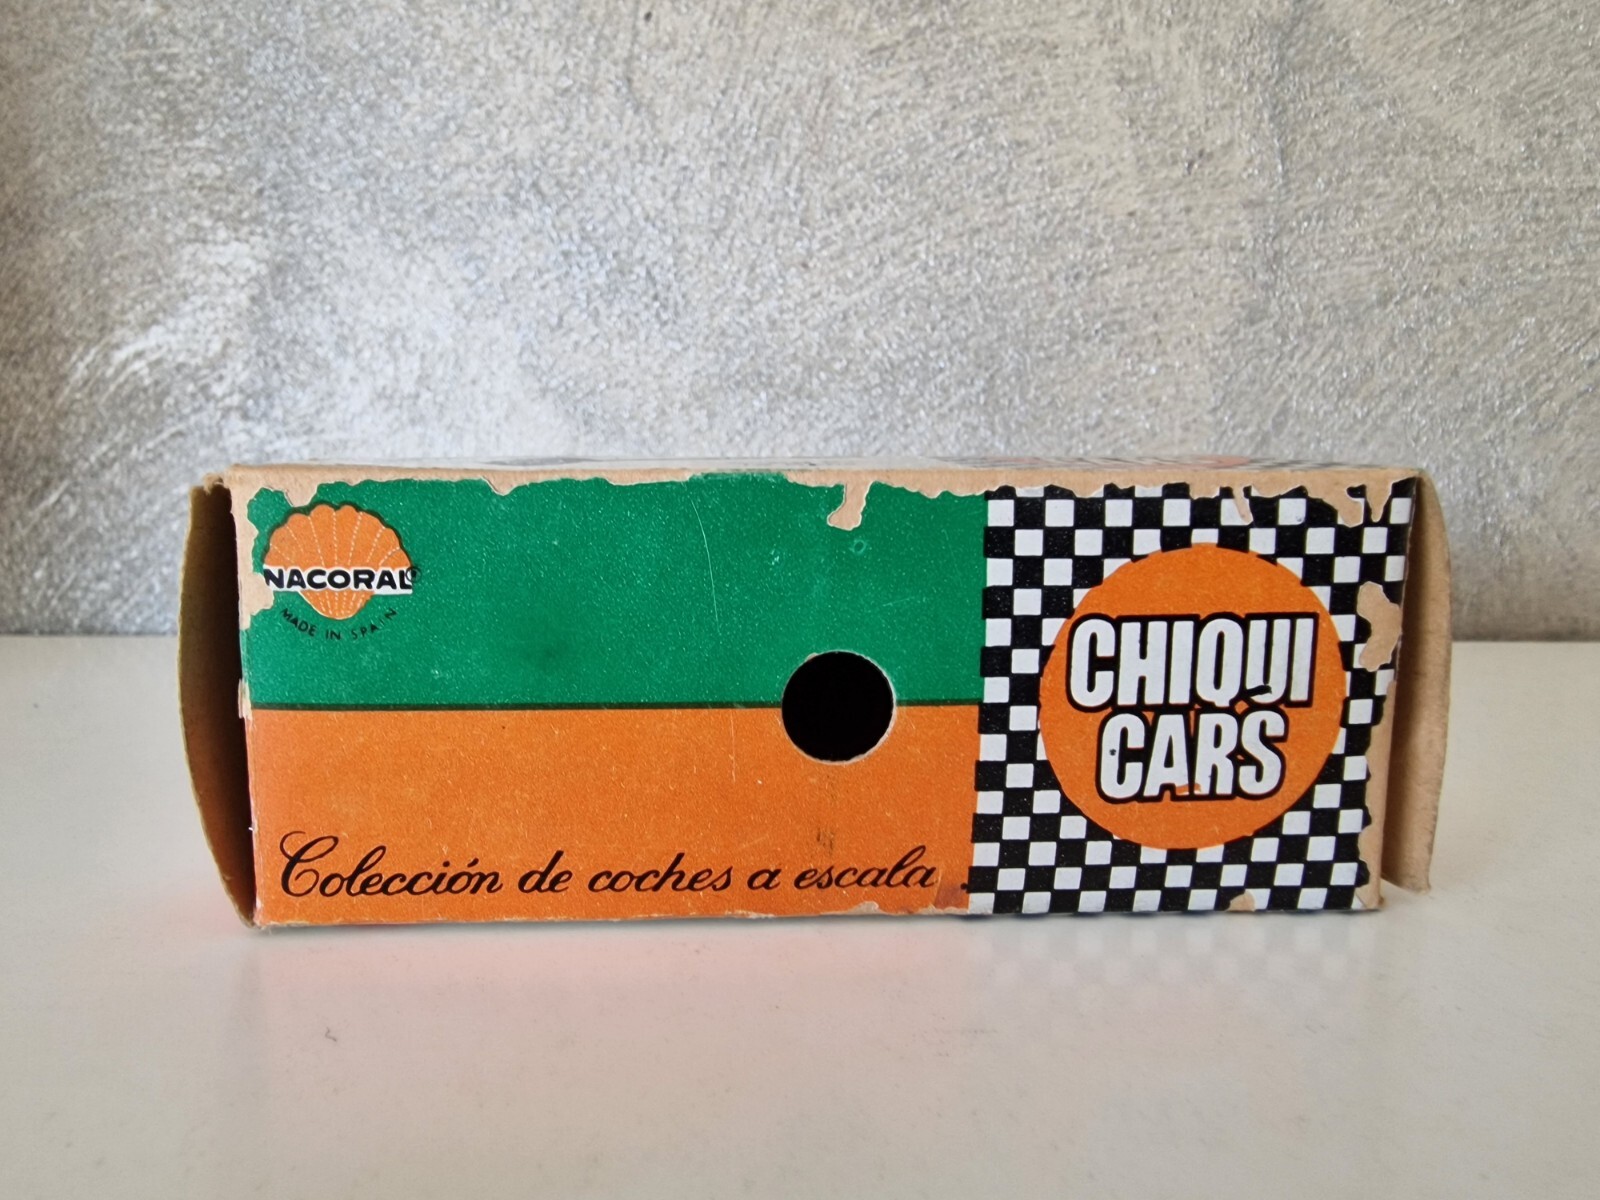 NACORAL®
MADE IN SPAIN
CHIQUI
CARS
Colección de coches a escala